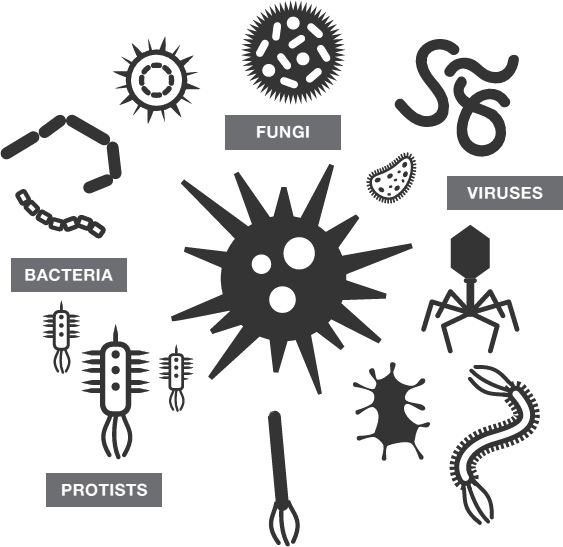 FUNGI
VIRUSES
BACTERIA
PROTISTS